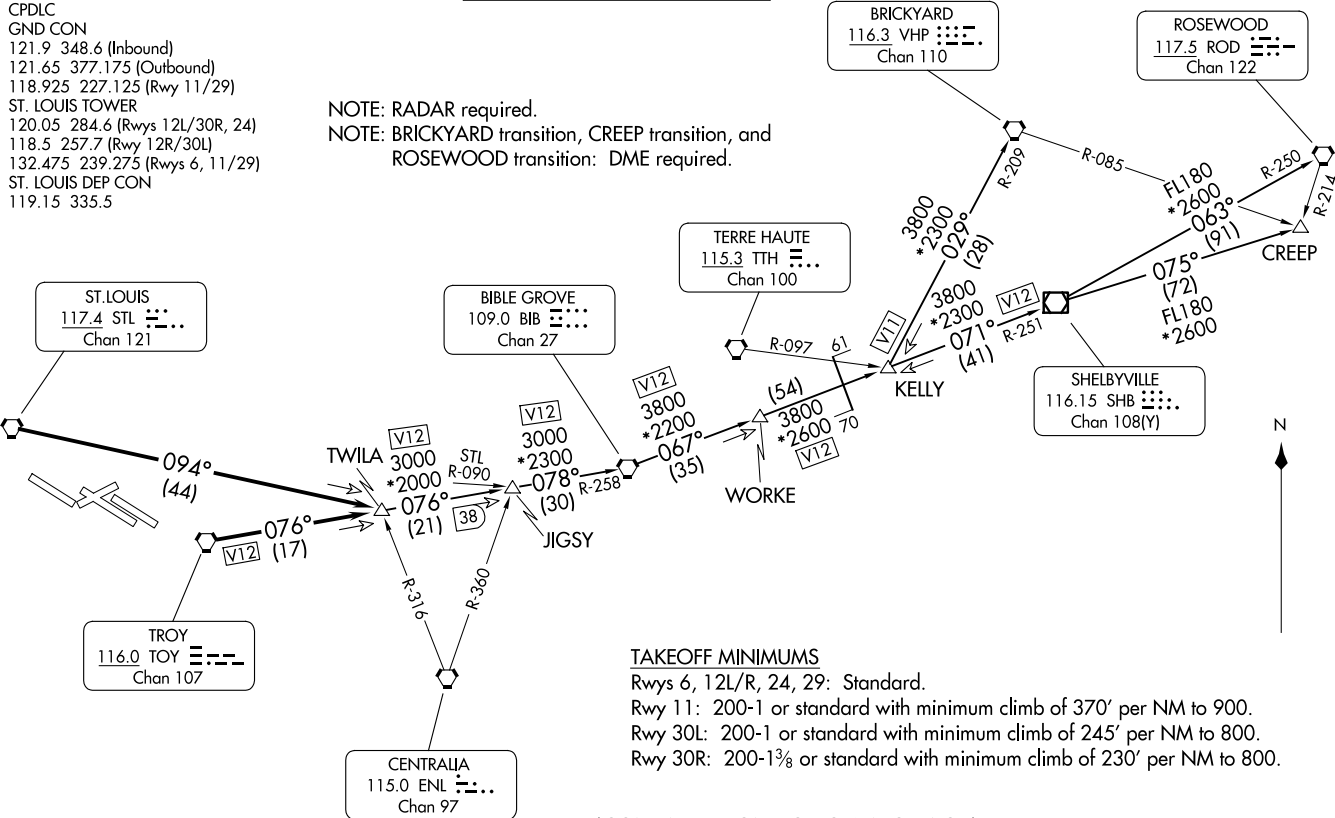 CPDLC
GND CON
121.9 348.6 (Inbound)
121.65 377.175 (Outbound)
118.925 227.125 (Rwy 11/29)
ST. LOUIS TOWER
120.05 284.6 (Rwys 12L/30R, 24)
118.5 257.7 (Rwy 12R/30L)
132.475 239.275 (Rwys 6, 11/29)
ST. LOUIS DEP CON
119.15 335.5
NOTE: RADAR required.
NOTE: BRICKYARD transition, CREEP transition, and
ROSEWOOD transition: DME required.
BRICKYARD
116.3 VHP
Chan 110
ROSEWOOD
117.5 ROD
Chan 122
R-209
R-085
R-250
R-214
FL180
*2600
063°
(91)
CREEP
075°
(72)
FL180
*2600
3800
*2300
029°
(28)
TERRE HAUTE
115.3 TTH
Chan 100
R-097
V11
3800
*2300
V12
071°
(41)
R-251
KELLY
61
70
SHELBYVILLE
116.15 SHB
Chan 108(Y)
ST.LOUIS
117.4 STL
Chan 121
BIBLE GROVE
109.0 BIB
Chan 27
V12
3800
*2200
067°
(35)
(54)
3800
*2600
V12
WORKE
N
094°
(44)
TWILA
V12
3000
*2000
076°
(21)
STL
R-090
38
V12
3000
*2300
078°
(30)
R-258
JIGSY
076°
V12
(17)
R-316
R-360
TROY
116.0 TOY
Chan 107
CENTRALIA
115.0 ENL
Chan 97
TAKEOFF MINIMUMS
Rwys 6, 12L/R, 24, 29: Standard.
Rwy 11: 200-1 or standard with minimum climb of 370' per NM to 900.
Rwy 30L: 200-1 or standard with minimum climb of 245' per NM to 800.
Rwy 30R: 200-1⅜ or standard with minimum climb of 230' per NM to 800.